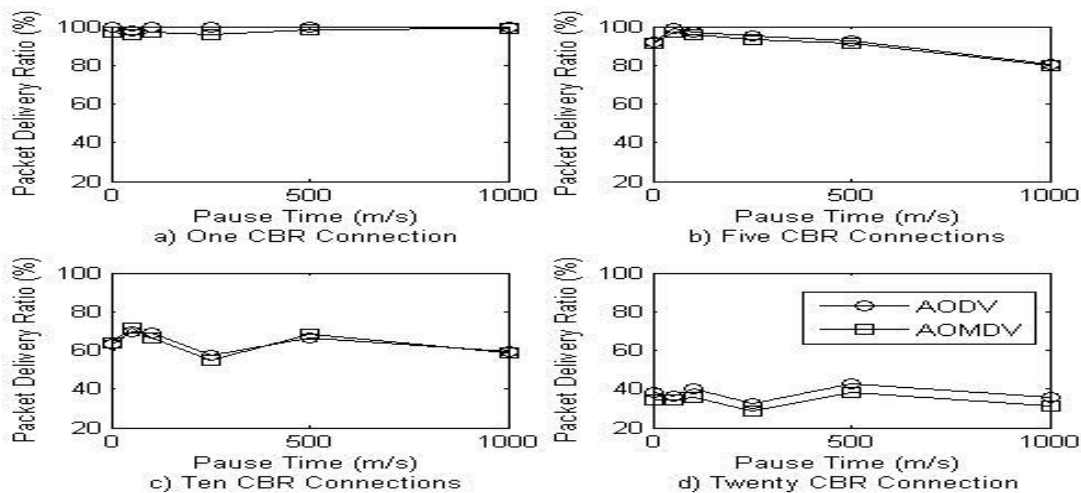 Packet Delivery Ratio (%)
100
80
60
40
20
0
500
1000
Pause Time (m/s)
a) One CBR Connection
Packet Delivery Ratio (%)
100
80
60
40
20
0
500
1000
Pause Time (m/s)
b) Five CBR Connections
Packet Delivery Ratio (%)
100
80
60
40
20
0
500
1000
Pause Time (m/s)
c) Ten CBR Connections
Packet Delivery Ratio (%)
100
80
60
40
20
0
500
1000
AODV
AOMDV
Pause Time (m/s)
d) Twenty CBR Connection